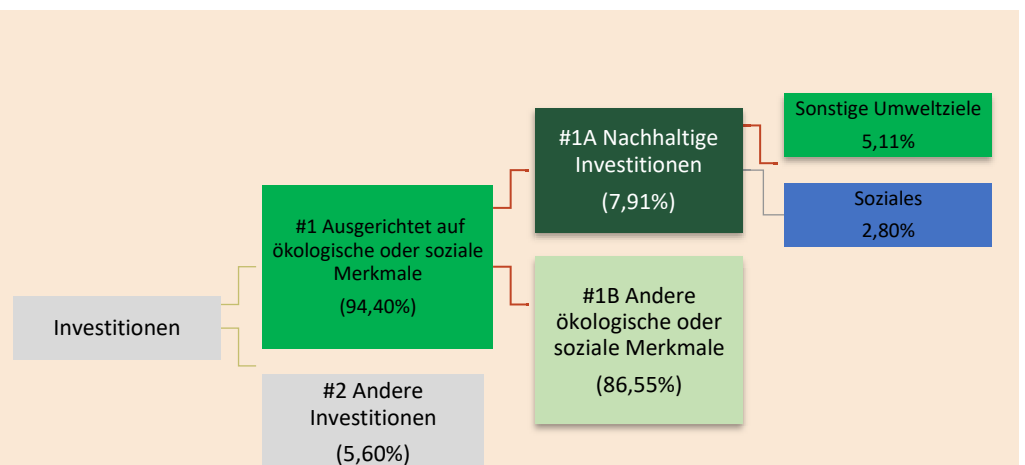 Investitionen
#1 Ausgerichtet auf
ökologische oder soziale
Merkmale
(94,40%)
#2 Andere
Investitionen
(5,60%)
#1A Nachhaltige
Investitionen
(7,91%)
#1B Andere
ökologische oder
soziale Merkmale
(86,55%)
Sonstige Umweltziele
5,11%
Soziales
2,80%